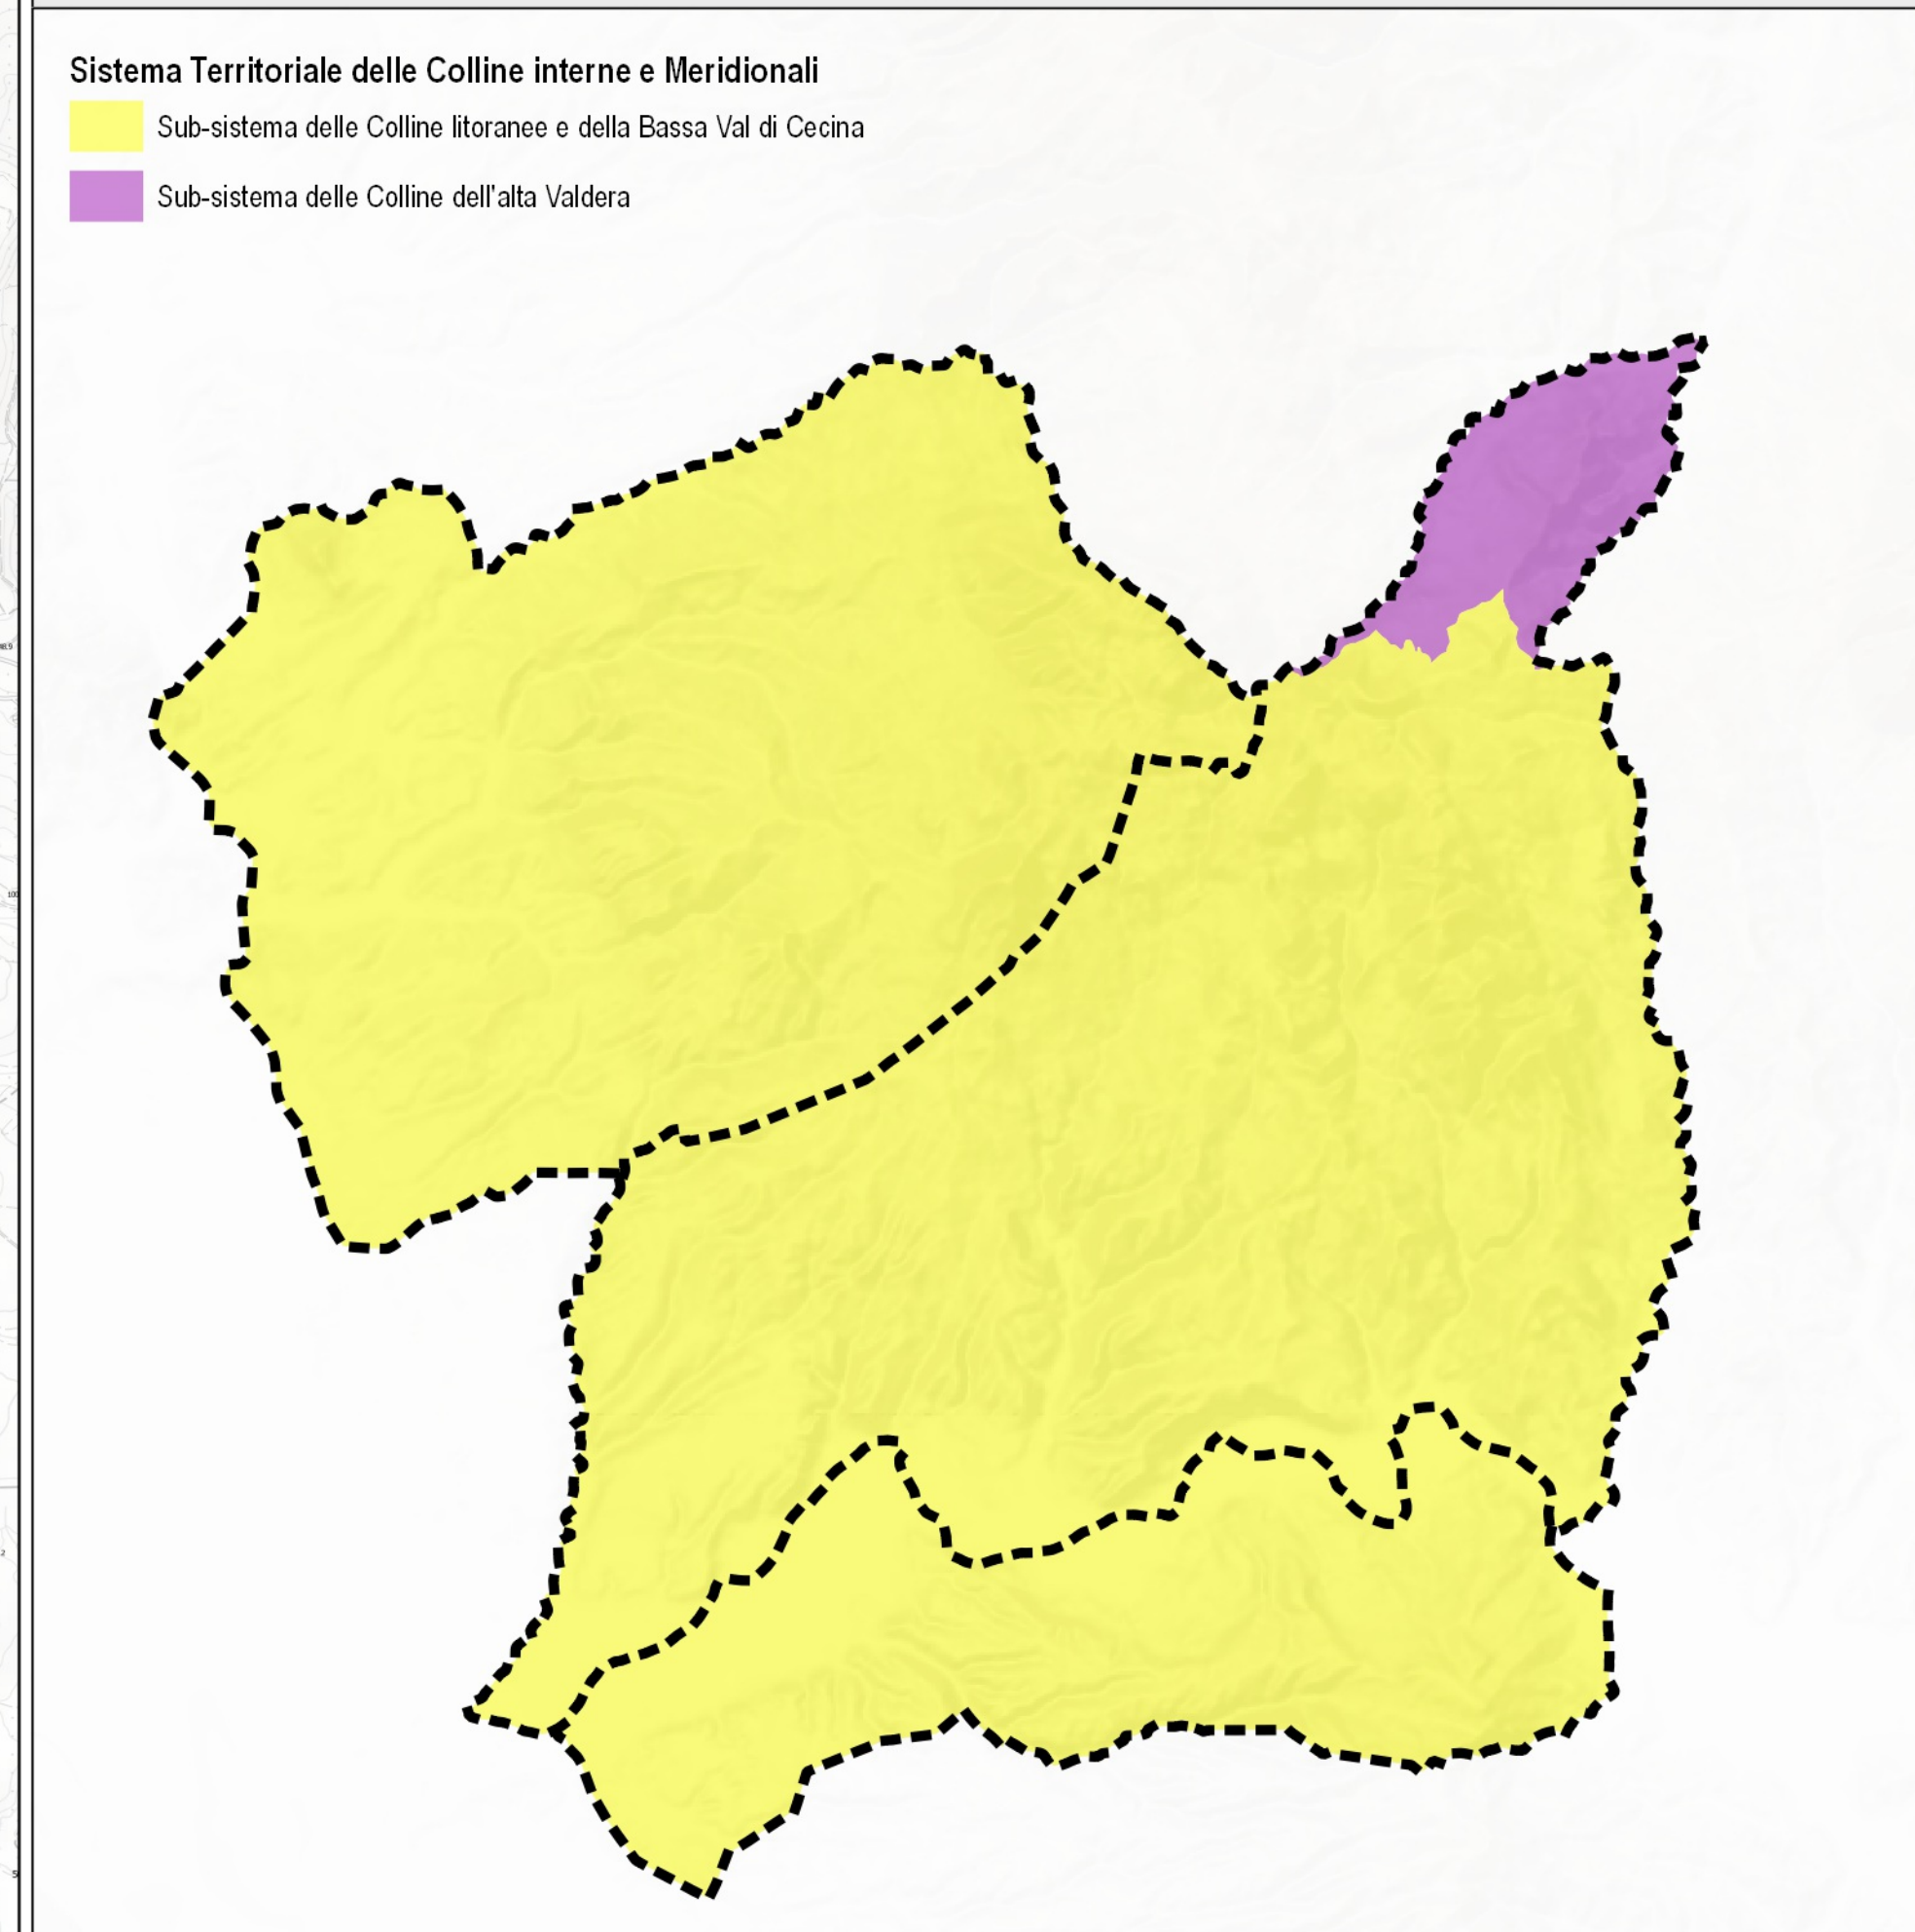 Sistema Territoriale delle Colline interne e Meridionali
Sub-sistema delle Colline litoranee e della Bassa Val di Cecina
Sub-sistema delle Colline dell'alta Valdera